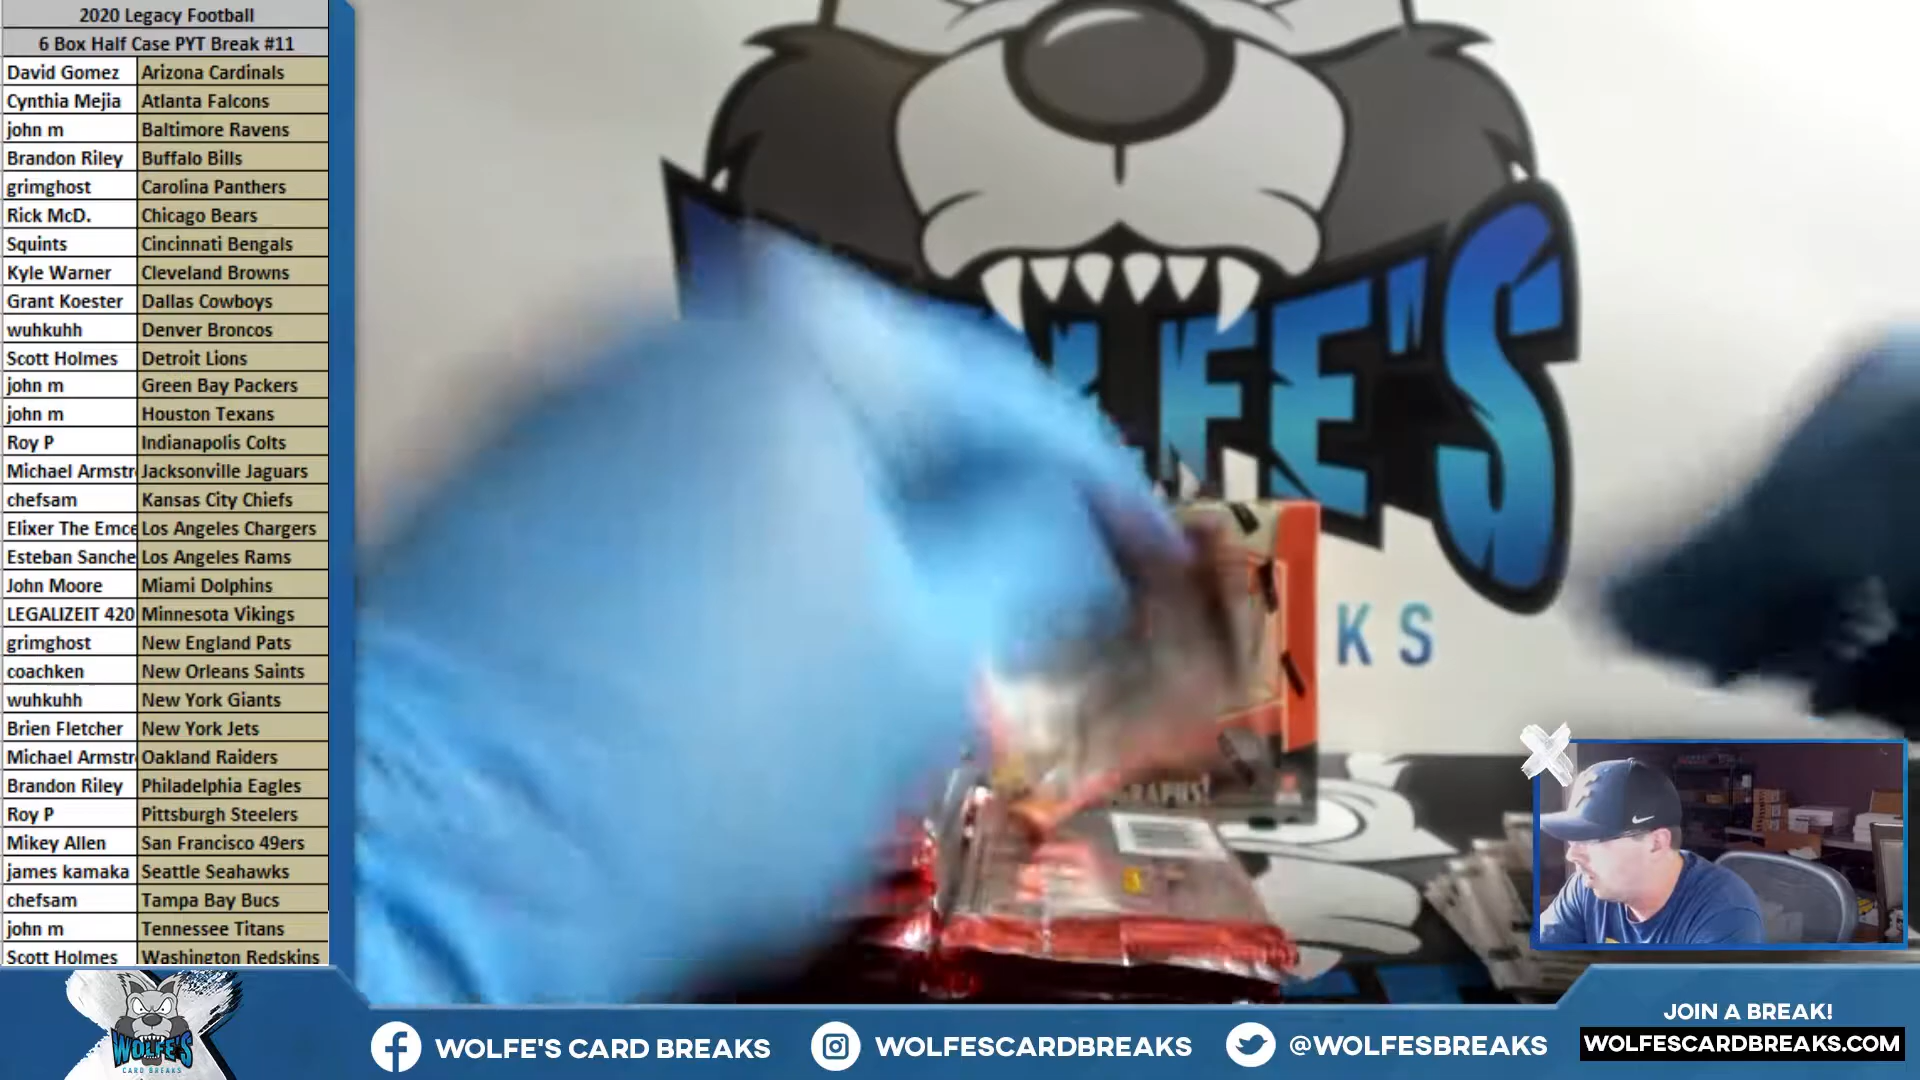 2020 Legacy Football
6 Box Half Case PYT Break #11
David Gomez Arizona Cardinals
Cynthia Mejia Atlanta Falcons
john m Baltimore Ravens
Brandon Riley Buffalo Bills
grimghost Carolina Panthers
Rick McD. Chicago Bears
Squints Cincinnati Bengals
Kyle Warner Cleveland Browns
Grant Koester Dallas Cowboys
wuhkuhh Denver Broncos
Scott Holmes Detroit Lions
john m Green Bay Packers
john m Houston Texans
Roy P Indianapolis Colts
Michael Armstr Jacksonville Jaguars
chefsam Kansas City Chiefs
Elixer The Emce Los Angeles Chargers
Esteban Sanche Los Angeles Rams
John Moore Miami Dolphins
LEGALIZEIT 420 Minnesota Vikings
grimghost New England Pats
coachken New Orleans Saints
wuhkuhh New York Giants
Brien Fletcher New York Jets
Michael Armstr Oakland Raiders
Brandon Riley Philadelphia Eagles
Roy P Pittsburgh Steelers
Mikey Allen San Francisco 49ers
james kamaka Seattle Seahawks
chefsam Tampa Bay Bucs
john m Tennessee Titans
Scott Holmes Washington Redskins
LFE'S
KS
WOLFE'S
CARD BREAKS
WOLFE'S CARD BREAKS
WOLFESCARDBREAKS
@WOLFESBREAKS
JOIN A BREAK!
WOLFESCARDBREAKS.COM